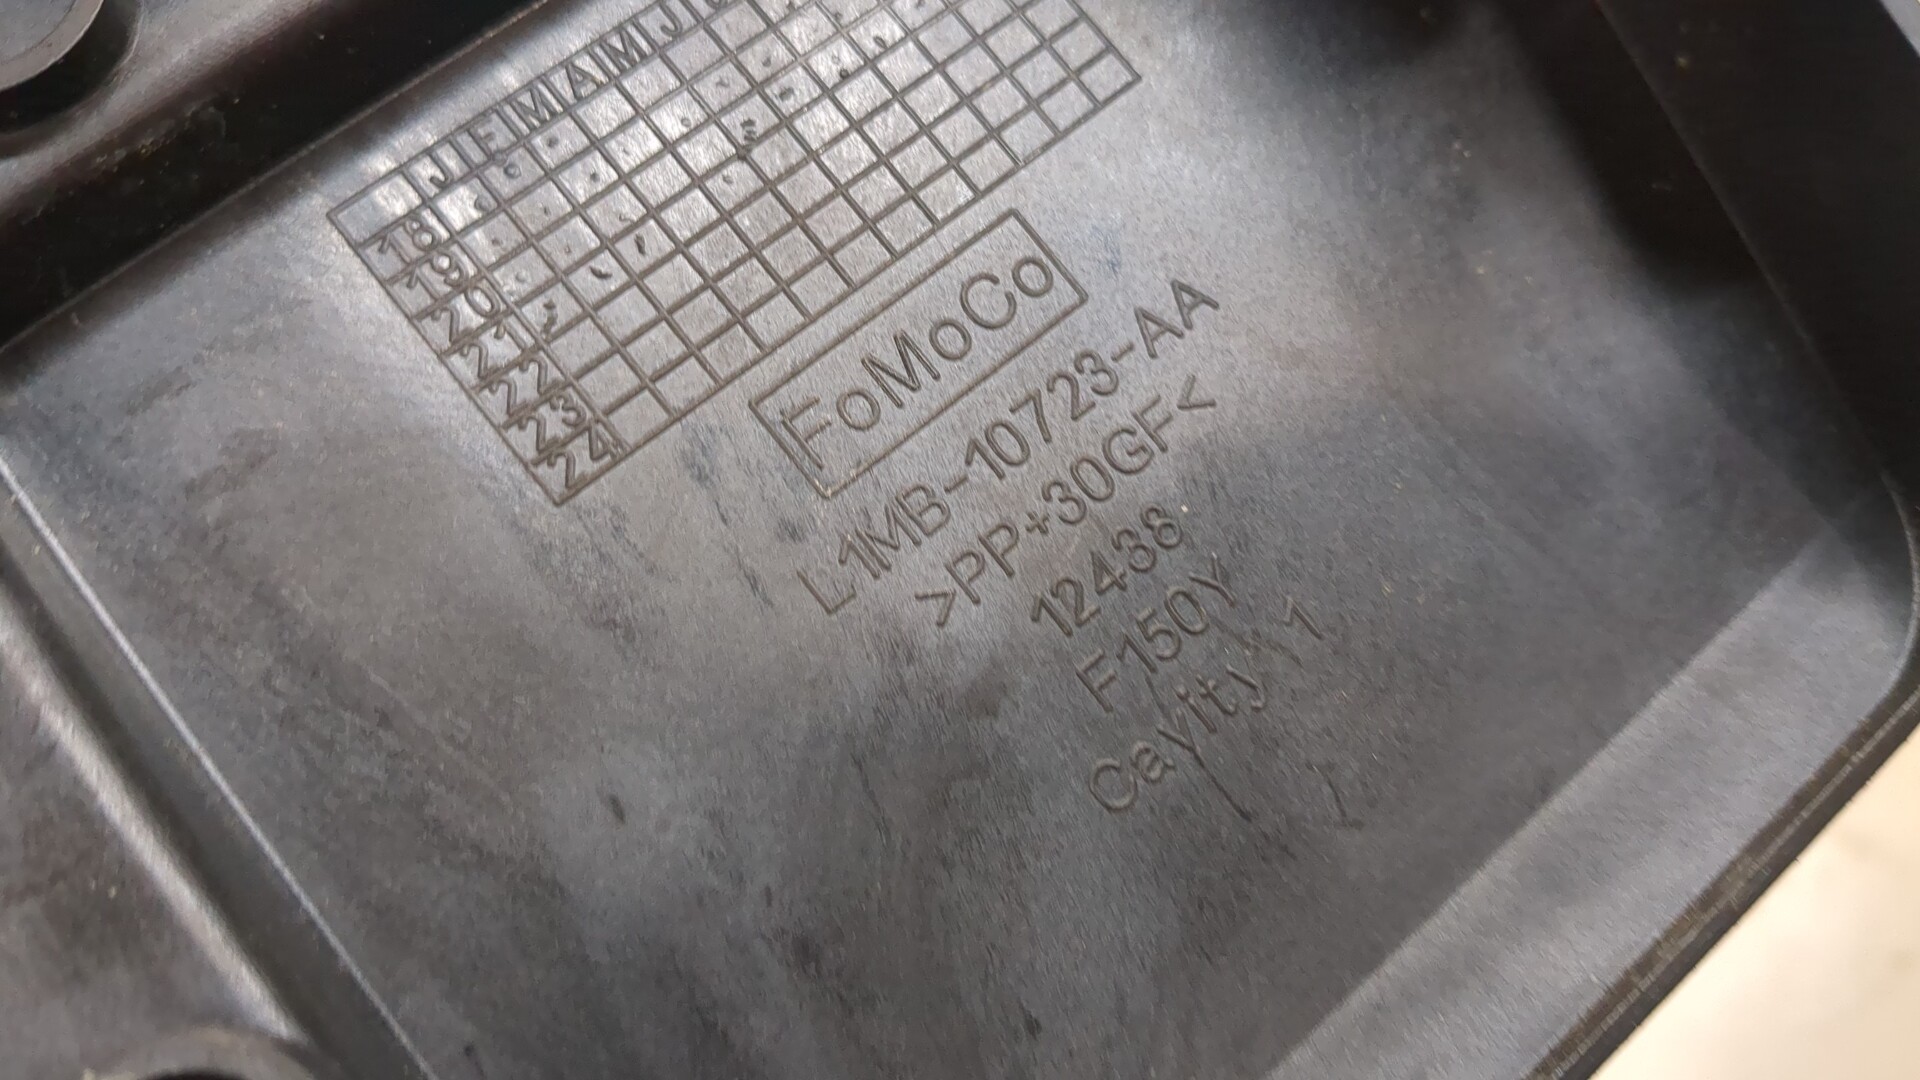 J F M A M J
18
19
20
21
22
23
24
FoMoCo
L1MB-10723-AA
>PP+30GF<
12438
F150Y
Cavity 1